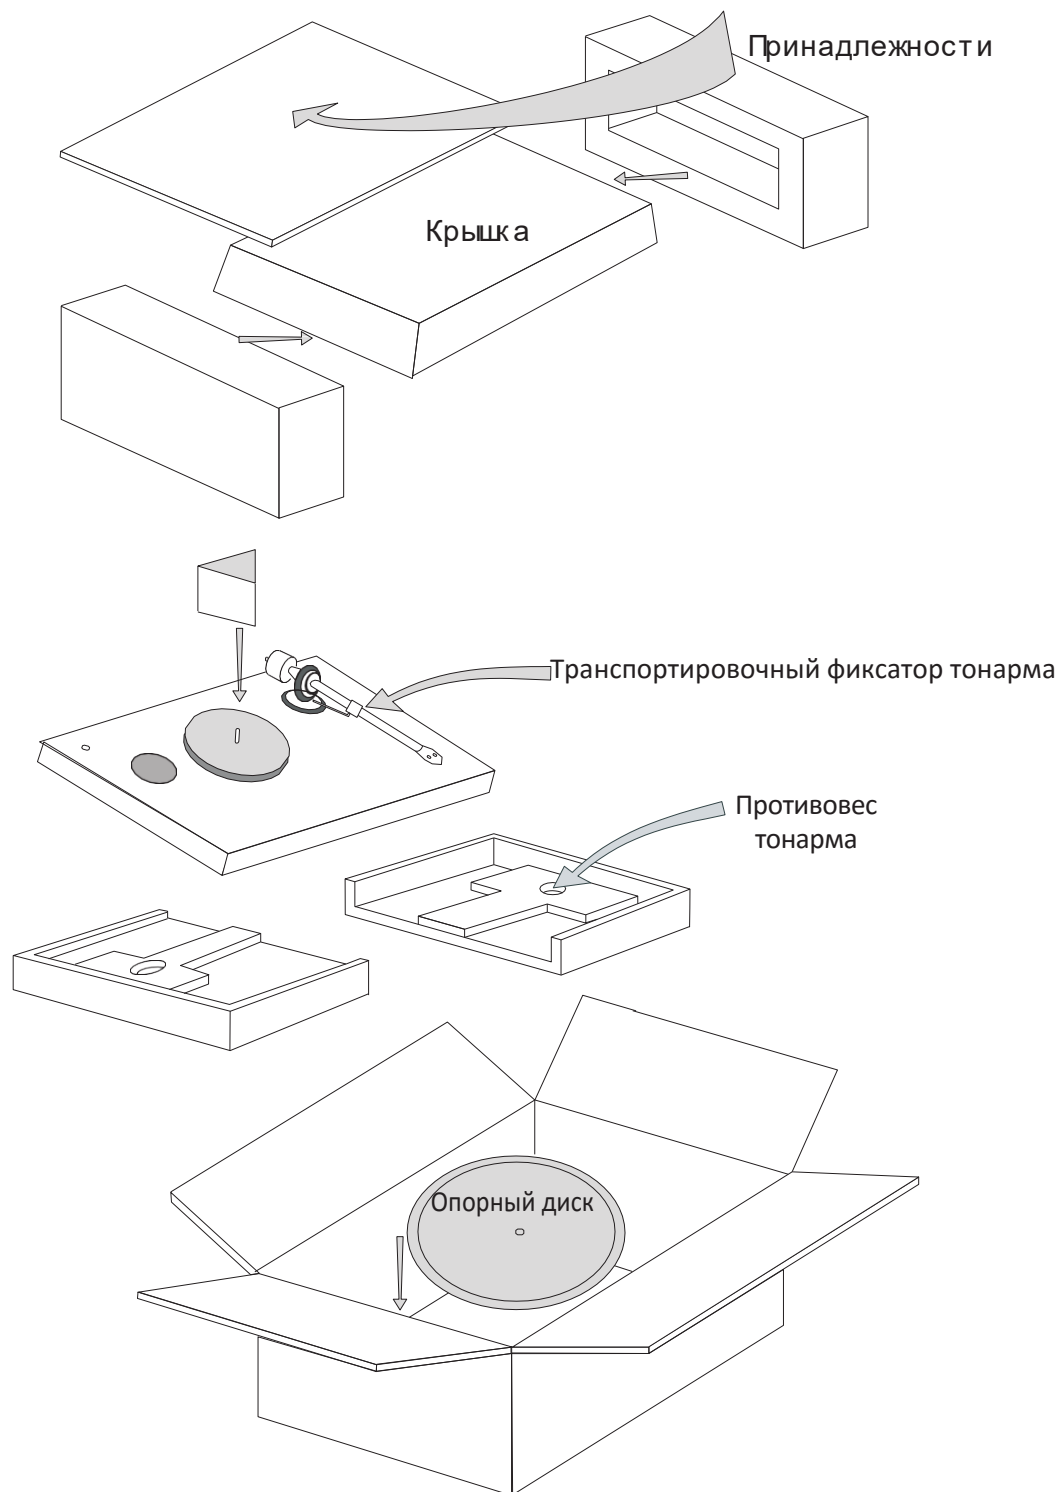 Принадлежности
Крышка
Транспортировочный фиксатор тонарма
Противовес
тонарма
Опорный диск